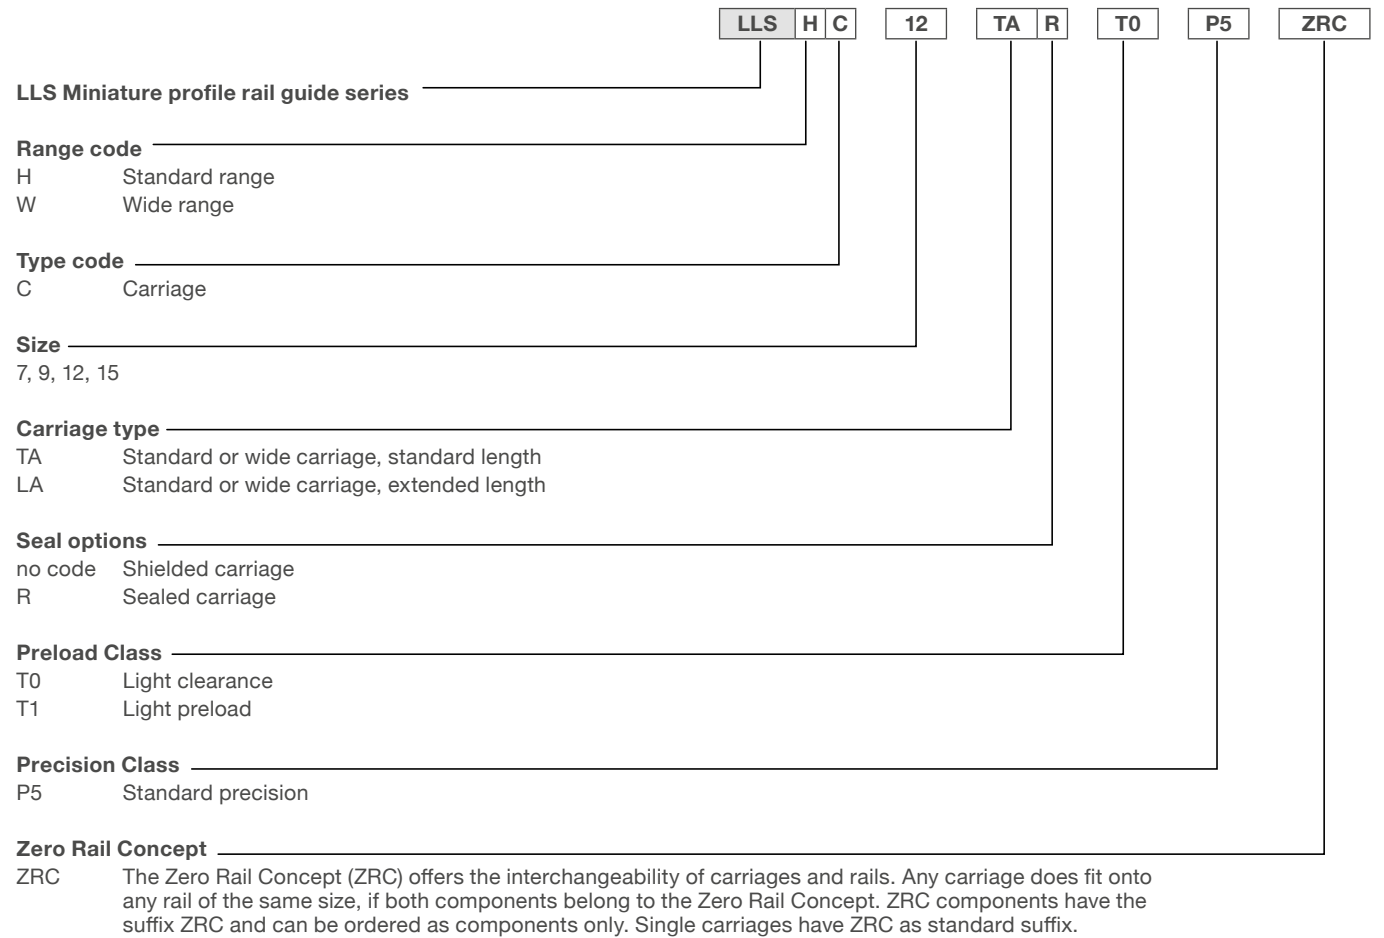 LLS H C 12 TA R T0 P5 ZRC
LLS Miniature profile rail guide series
Range code
H Standard range
W Wide range
Type code
C Carriage
Size
7, 9, 12, 15
Carriage type
TA Standard or wide carriage, standard length
LA Standard or wide carriage, extended length
Seal options
no code Shielded carriage
R Sealed carriage
Preload Class
T0 Light clearance
T1 Light preload
Precision Class
P5 Standard precision
Zero Rail Concept
ZRC The Zero Rail Concept (ZRC) offers the interchangeability of carriages and rails. Any carriage does fit onto
any rail of the same size, if both components belong to the Zero Rail Concept. ZRC components have the
suffix ZRC and can be ordered as components only. Single carriages have ZRC as standard suffix.